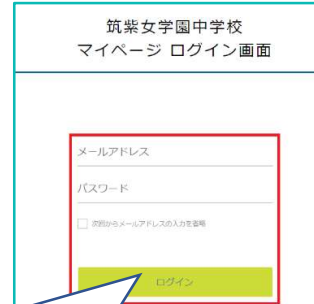 筑紫女学園中学校
マイページ ログイン画面
メールアドレス
パスワード
次回からメールアドレスの入力を省略
ログイン